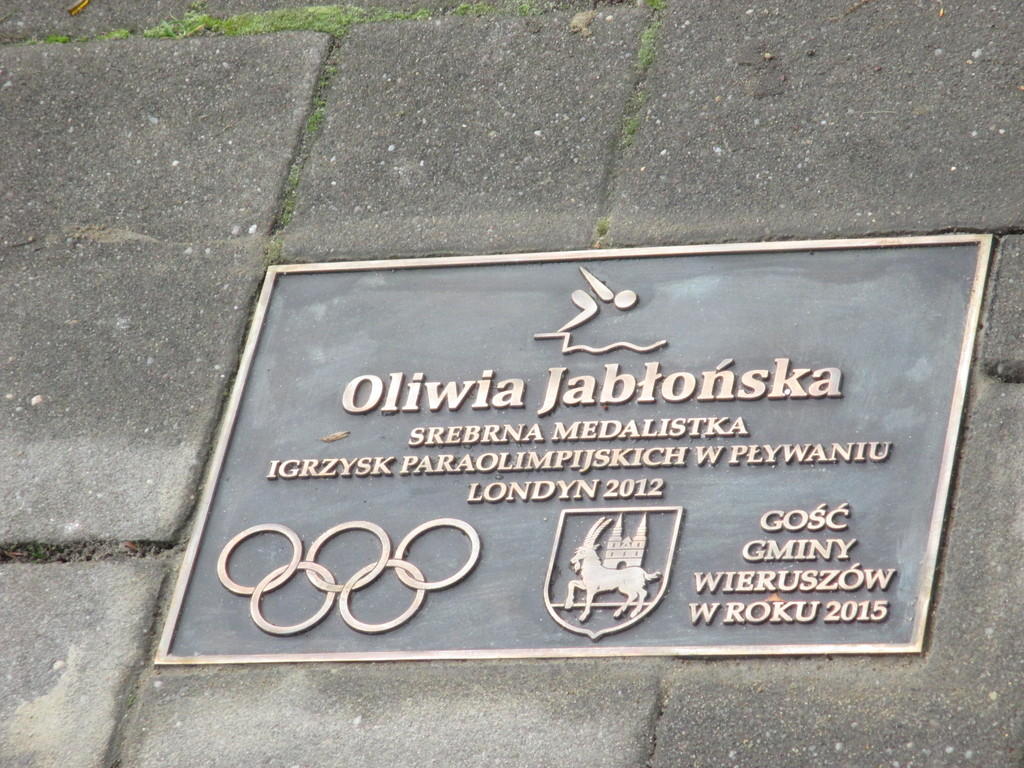 Oliwia Jabłońska
SREBRNA MEDALISTKA
IGRZYSK PARAOLIMPIJSKICH W PŁYWANIU
LONDYN 2012
GOŚĆ
GMINY
WIERUSZÓW
W ROKU 2015